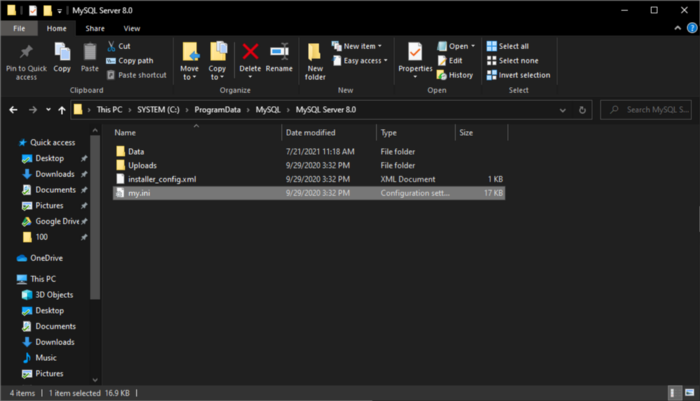 MySQL Server 8.0
File Home Share View
Pin to Quick access
Copy
Paste
Cut
Copy path
Paste shortcut
Clipboard
Move to
Copy to
Delete
Rename
Organize
New folder
New item
Easy access
New
Properties
Open
Edit
History
Open
Select all
Select none
Invert selection
Select
This PC > SYSTEM (C:) > ProgramData > MySQL > MySQL Server 8.0
Search MySQL S...
Name Date modified Type Size
Data 7/21/2021 11:18 AM File folder
Uploads 9/29/2020 3:32 PM File folder
installer_config.xml 9/29/2020 3:32 PM XML Document 1 KB
my.ini 9/29/2020 3:32 PM Configuration sett... 17 KB
Quick access
Desktop
Downloads
Documents
Pictures
Google Drive
100
OneDrive
This PC
3D Objects
Desktop
Documents
Downloads
Music
Pictures
4 items 1 item selected 16.9 KB